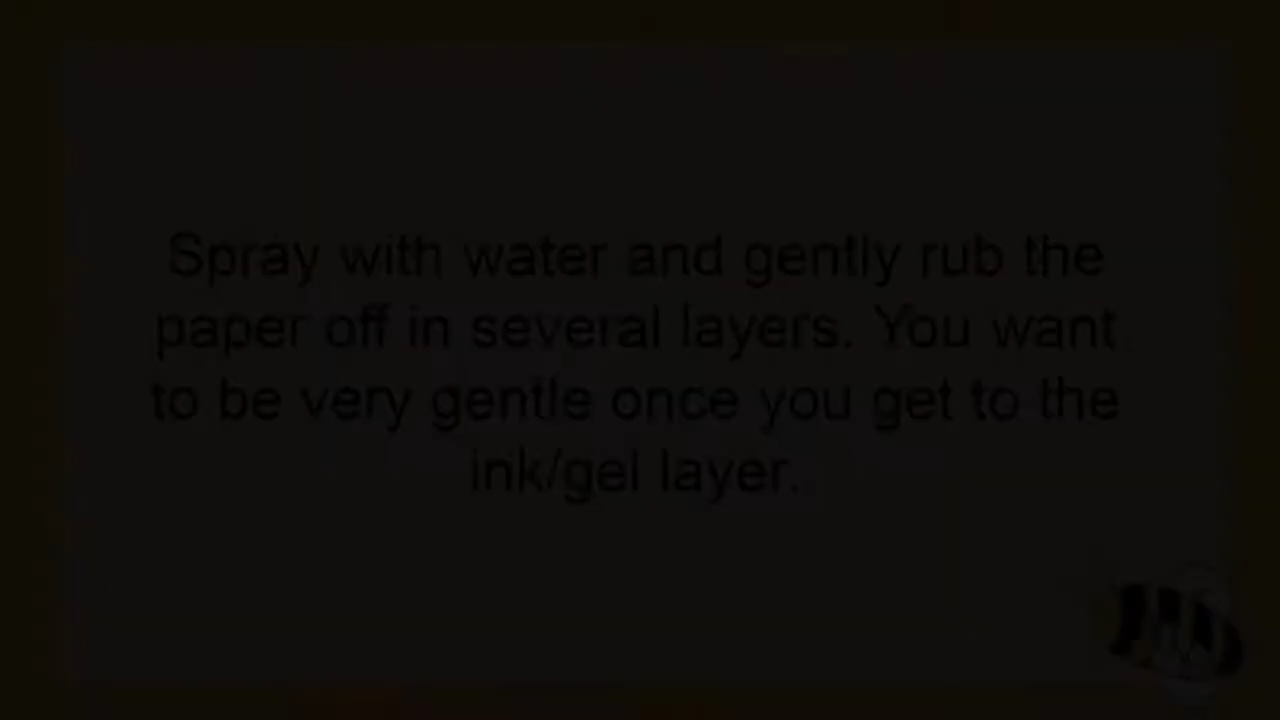 Spray with water and gently rub the
paper off in several layers. You want
to be very gentle once you get to the
ink/gel layer.